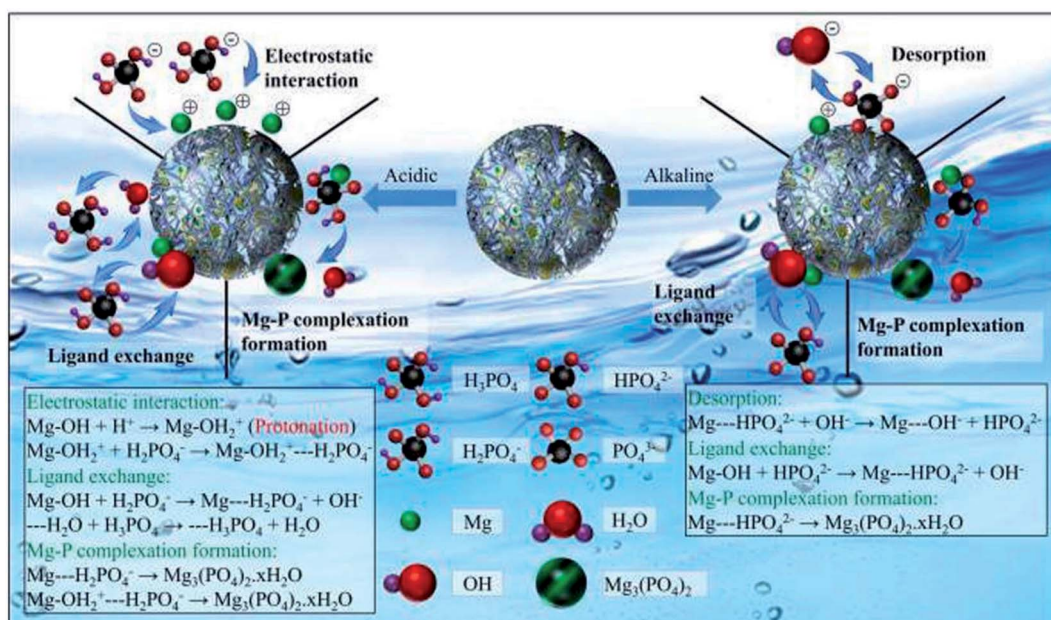 Electrostatic
interaction
Acidic
Mg-P complexation
formation
Ligand exchange
Desorption
Alkaline
Ligand
exchange
Mg-P complexation
formation
Electrostatic interaction:
Mg-OH + H⁺ → Mg-OH₂⁺ (Protonation)
Mg-OH₂⁺ + H₂PO₄⁻ → Mg-OH₂⁺---H₂PO₄⁻
Ligand exchange:
Mg-OH + H₂PO₄⁻ → Mg---H₂PO₄⁻ + OH⁻
---H₂O + H₃PO₄ → ---H₃PO₄ + H₂O
Mg-P complexation formation:
Mg---H₂PO₄⁻ → Mg₃(PO₄)₂.xH₂O
Mg-OH₂⁺---H₂PO₄⁻ → Mg₃(PO₄)₂.xH₂O
H₃PO₄
HPO₄²⁻
H₂PO₄⁻
PO₄³⁻
Mg
H₂O
OH
Mg₃(PO₄)₂
Desorption:
Mg---HPO₄²⁻ + OH⁻ → Mg---OH⁻ + HPO₄²⁻
Ligand exchange:
Mg-OH + HPO₄²⁻ → Mg---HPO₄²⁻ + OH⁻
Mg-P complexation formation:
Mg---HPO₄²⁻ → Mg₃(PO₄)₂.xH₂O